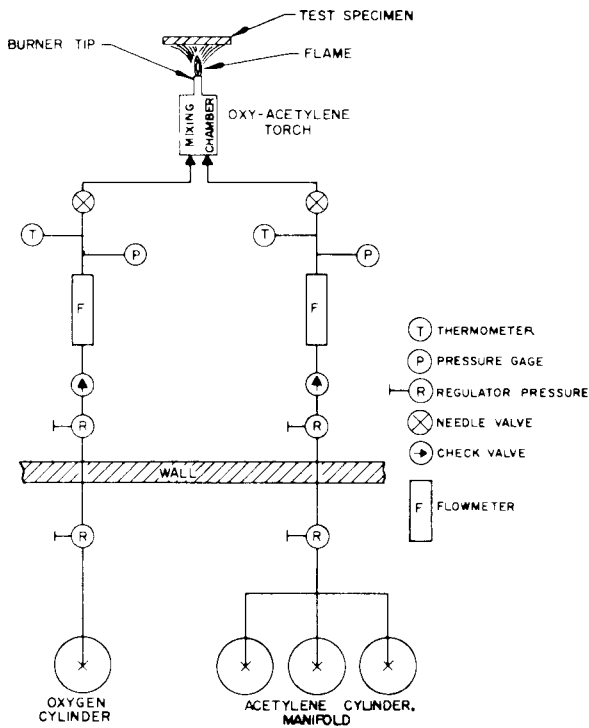 TEST SPECIMEN
BURNER TIP
FLAME
MIXING
CHAMBER
OXY-ACETYLENE
TORCH
T
P
T
P
F
F
T THERMOMETER
P PRESSURE GAGE
R REGULATOR PRESSURE
NEEDLE VALVE
CHECK VALVE
F FLOWMETER
R
R
WALL
R
R
OXYGEN
CYLINDER
ACETYLENE CYLINDER,
MANIFOLD